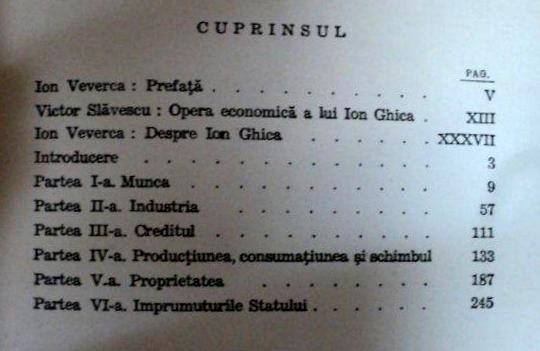 CUPRINSUL
PAG.
Ion Veverca : Prefață . . . . . . . . . . V
Victor Slăvescu : Opera economică a lui Ion Ghica . XIII
Ion Veverca : Despre Ion Ghica . . . . . . XXXVII
Introducere . . . . . . . . . . . . 3
Partea I-a. Munca . . . . . . . . . . . 9
Partea II-a. Industria . . . . . . . . . 57
Partea III-a. Creditul . . . . . . . . . . 111
Partea IV-a. Producțiunea, consumațiunea și schimbul 133
Partea V-a. Proprietatea . . . . . . . . 187
Partea VI-a. Imprumuturile Statului . . . . . . 245